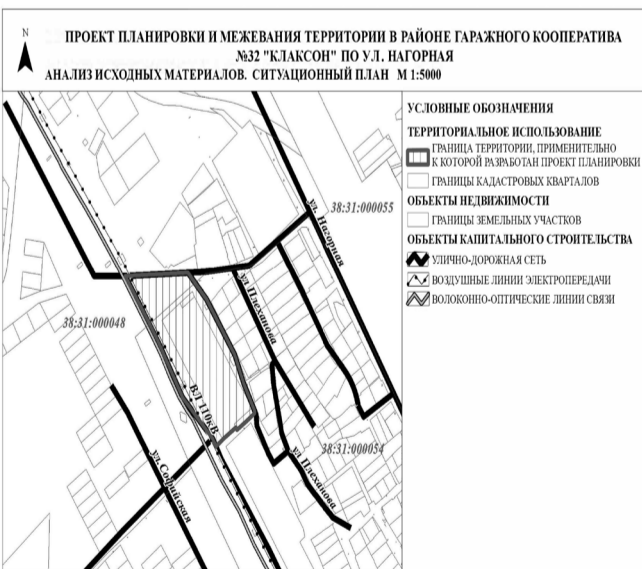 N
ПРОЕКТ ПЛАНИРОВКИ И МЕЖЕВАНИЯ ТЕРРИТОРИИ В РАЙОНЕ ГАРАЖНОГО КООПЕРАТИВА
№32 "КЛАКСОН" ПО УЛ. НАГОРНАЯ
АНАЛИЗ ИСХОДНЫХ МАТЕРИАЛОВ. СИТУАЦИОННЫЙ ПЛАН М 1:5000
УСЛОВНЫЕ ОБОЗНАЧЕНИЯ
ТЕРРИТОРИАЛЬНОЕ ИСПОЛЬЗОВАНИЕ
ГРАНИЦА ТЕРРИТОРИИ, ПРИМЕНИТЕЛЬНО
К КОТОРОЙ РАЗРАБОТАН ПРОЕКТ ПЛАНИРОВКИ
ГРАНИЦЫ КАДАСТРОВЫХ КВАРТАЛОВ
ОБЪЕКТЫ НЕДВИЖИМОСТИ
ГРАНИЦЫ ЗЕМЕЛЬНЫХ УЧАСТКОВ
ОБЪЕКТЫ КАПИТАЛЬНОГО СТРОИТЕЛЬСТВА
УЛИЧНО-ДОРОЖНАЯ СЕТЬ
ВОЗДУШНЫЕ ЛИНИИ ЭЛЕКТРОПЕРЕДАЧИ
ВОЛОКОННО-ОПТИЧЕСКИЕ ЛИНИИ СВЯЗИ
38:31:000055
ул. Нагорная
ул Плеханова
38:31:000048
ВЛ 110кВ
38:31:000054
ул.Софийская
ул Плеханова